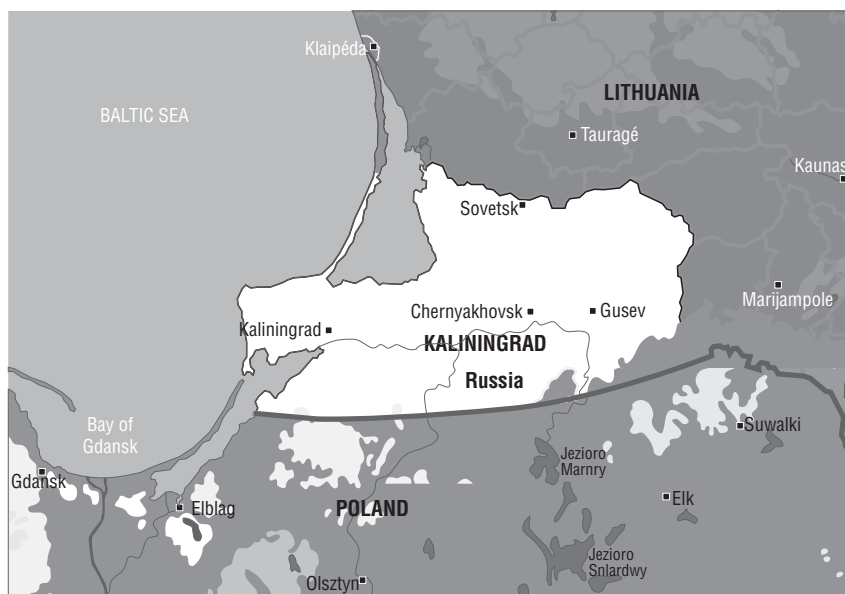 Klaipéda
BALTIC SEA
LITHUANIA
Tauragé
Kaunas
Sovetsk
Marijampole
Chernyakhovsk
Gusev
Kaliningrad
KALININGRAD
Russia
Bay of
Gdansk
Suwalki
Jezioro
Marnry
Gdansk
Elk
Elblag
POLAND
Jezioro
Snlardwy
Olsztyn